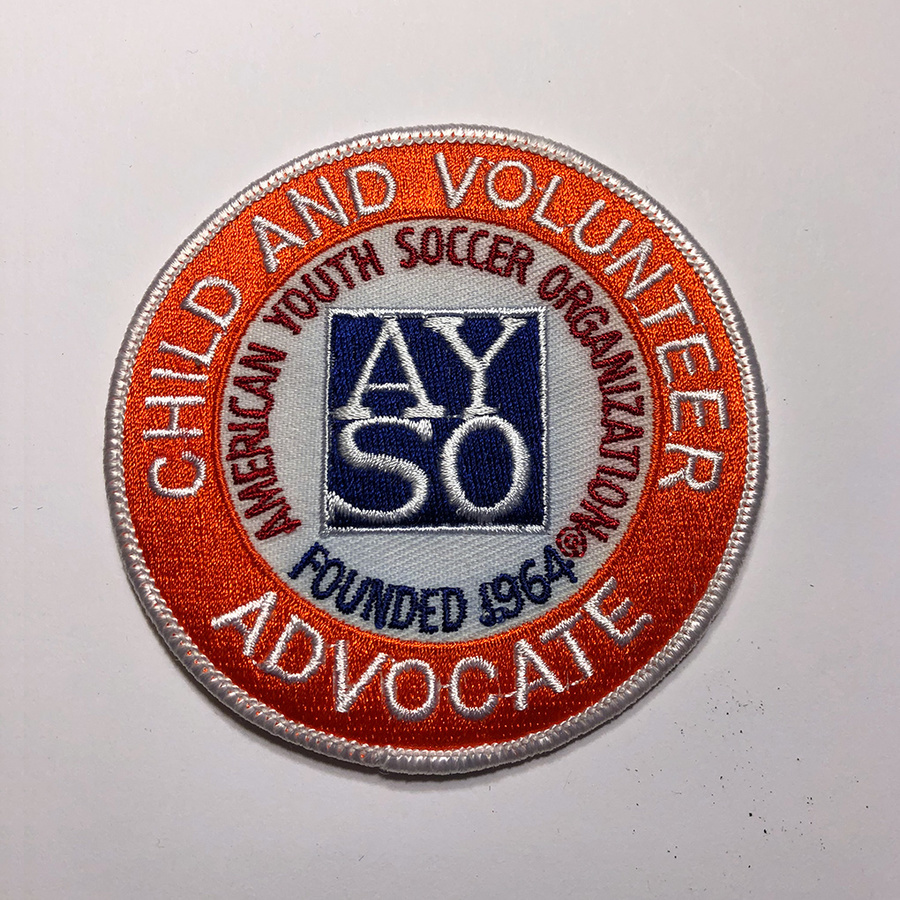 CHILD AND VOLUNTEER
AMERICAN YOUTH SOCCER ORGANIZATION®
AY
SO
FOUNDED 1964
ADVOCATE